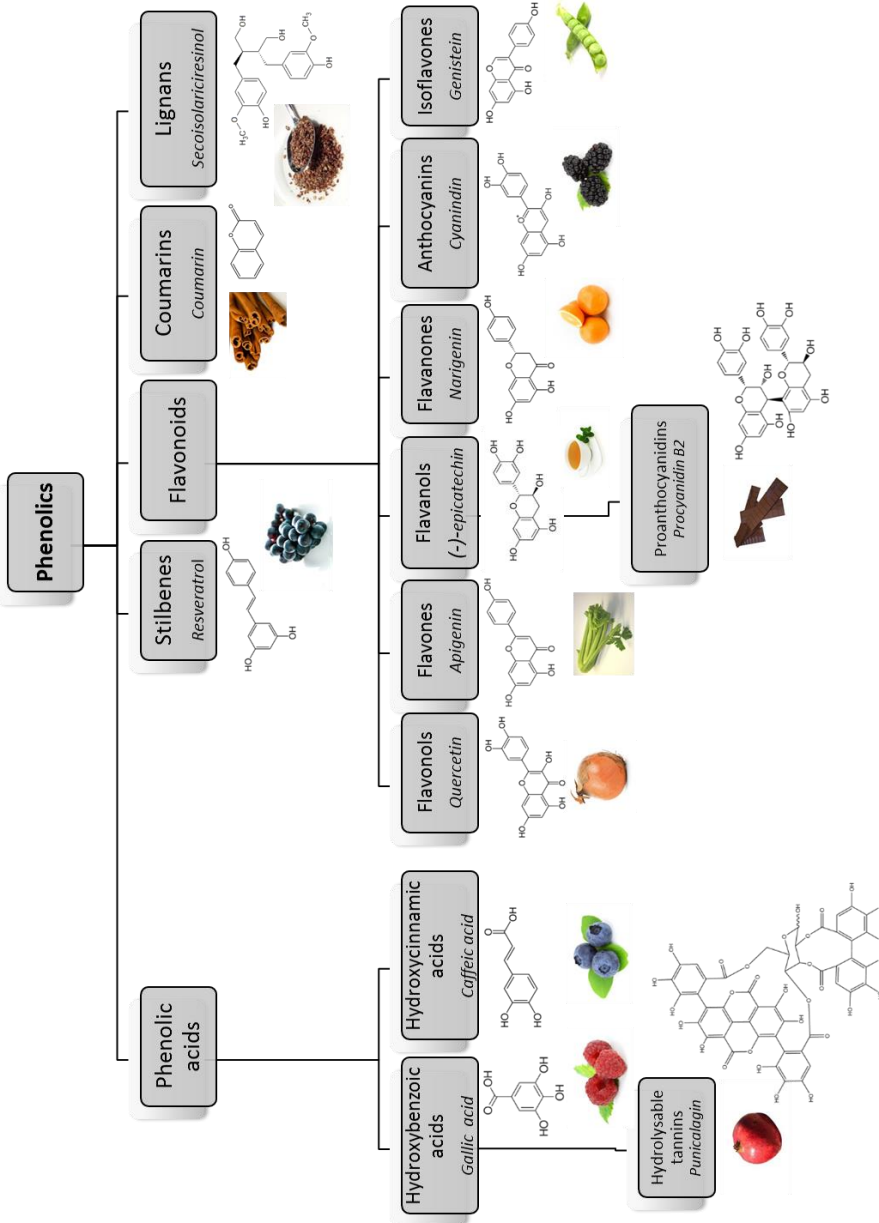 Phenolics
Phenolic
acids
Stilbenes
Resveratrol
Flavonoids
Coumarins
Coumarin
Lignans
Secoisolariciresinol
Hydroxybenzoic
acids
Gallic acid
Hydroxycinnamic
acids
Caffeic acid
Flavonols
Quercetin
Flavones
Apigenin
Flavanols
(-)-epicatechin
Flavanones
Narigenin
Anthocyanins
Cyanindin
Isoflavones
Genistein
Hydrolysable
tannins
Punicalagin
Proanthocyanidins
Procyanidin B2